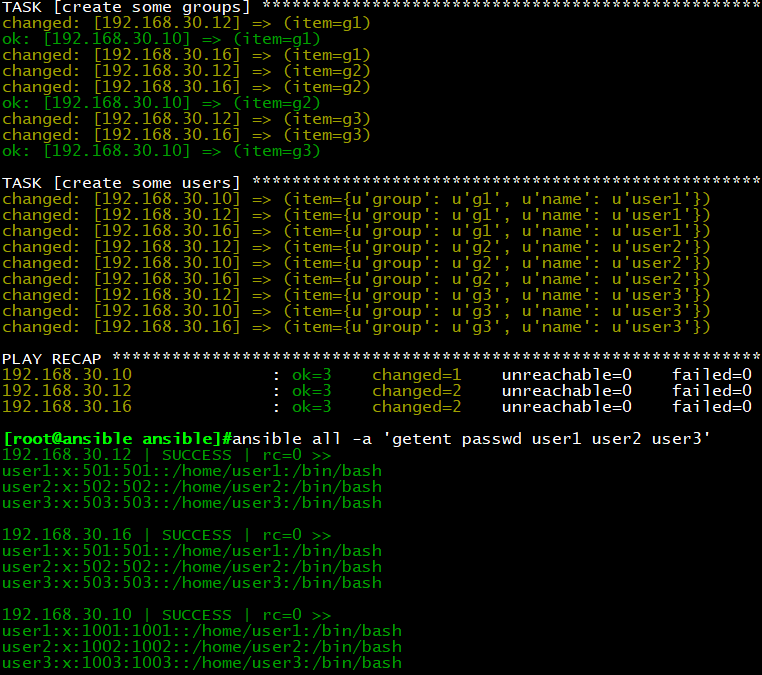 TASK [create some groups] **************************************************
changed: [192.168.30.12] => (item=g1)
ok: [192.168.30.10] => (item=g1)
changed: [192.168.30.16] => (item=g1)
changed: [192.168.30.12] => (item=g2)
changed: [192.168.30.16] => (item=g2)
ok: [192.168.30.10] => (item=g2)
changed: [192.168.30.12] => (item=g3)
changed: [192.168.30.16] => (item=g3)
ok: [192.168.30.10] => (item=g3)
TASK [create some users] ***************************************************
changed: [192.168.30.10] => (item={u'group': u'g1', u'name': u'user1'})
changed: [192.168.30.12] => (item={u'group': u'g1', u'name': u'user1'})
changed: [192.168.30.16] => (item={u'group': u'g1', u'name': u'user1'})
changed: [192.168.30.12] => (item={u'group': u'g2', u'name': u'user2'})
changed: [192.168.30.10] => (item={u'group': u'g2', u'name': u'user2'})
changed: [192.168.30.16] => (item={u'group': u'g2', u'name': u'user2'})
changed: [192.168.30.12] => (item={u'group': u'g3', u'name': u'user3'})
changed: [192.168.30.10] => (item={u'group': u'g3', u'name': u'user3'})
changed: [192.168.30.16] => (item={u'group': u'g3', u'name': u'user3'})
PLAY RECAP *****************************************************************
192.168.30.10 : ok=3 changed=1 unreachable=0 failed=0
192.168.30.12 : ok=3 changed=2 unreachable=0 failed=0
192.168.30.16 : ok=3 changed=2 unreachable=0 failed=0
[root@ansible ansible]#ansible all -a 'getent passwd user1 user2 user3'
192.168.30.12 | SUCCESS | rc=0 >>
user1:x:501:501::/home/user1:/bin/bash
user2:x:502:502::/home/user2:/bin/bash
user3:x:503:503::/home/user3:/bin/bash
192.168.30.16 | SUCCESS | rc=0 >>
user1:x:501:501::/home/user1:/bin/bash
user2:x:502:502::/home/user2:/bin/bash
user3:x:503:503::/home/user3:/bin/bash
192.168.30.10 | SUCCESS | rc=0 >>
user1:x:1001:1001::/home/user1:/bin/bash
user2:x:1002:1002::/home/user2:/bin/bash
user3:x:1003:1003::/home/user3:/bin/bash